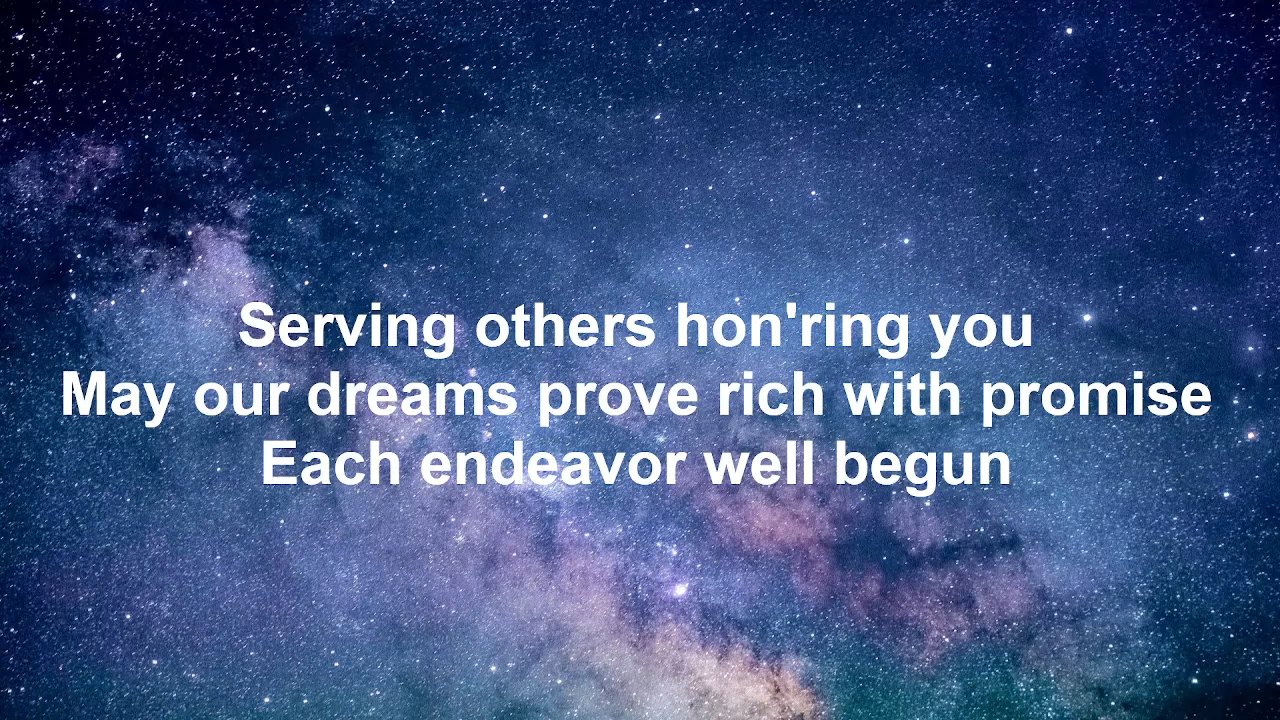 Serving others hon'ring you
May our dreams prove rich with promise
Each endeavor well begun